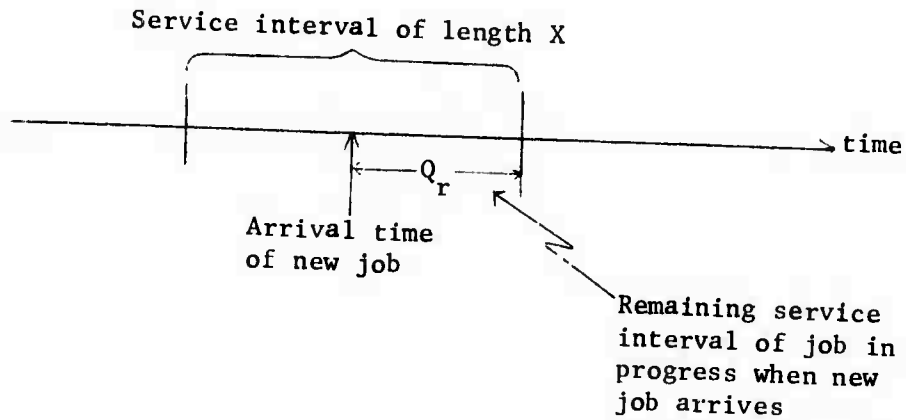 Service interval of length X
time
Q_r
Arrival time
of new job
Remaining service
interval of job in
progress when new
job arrives